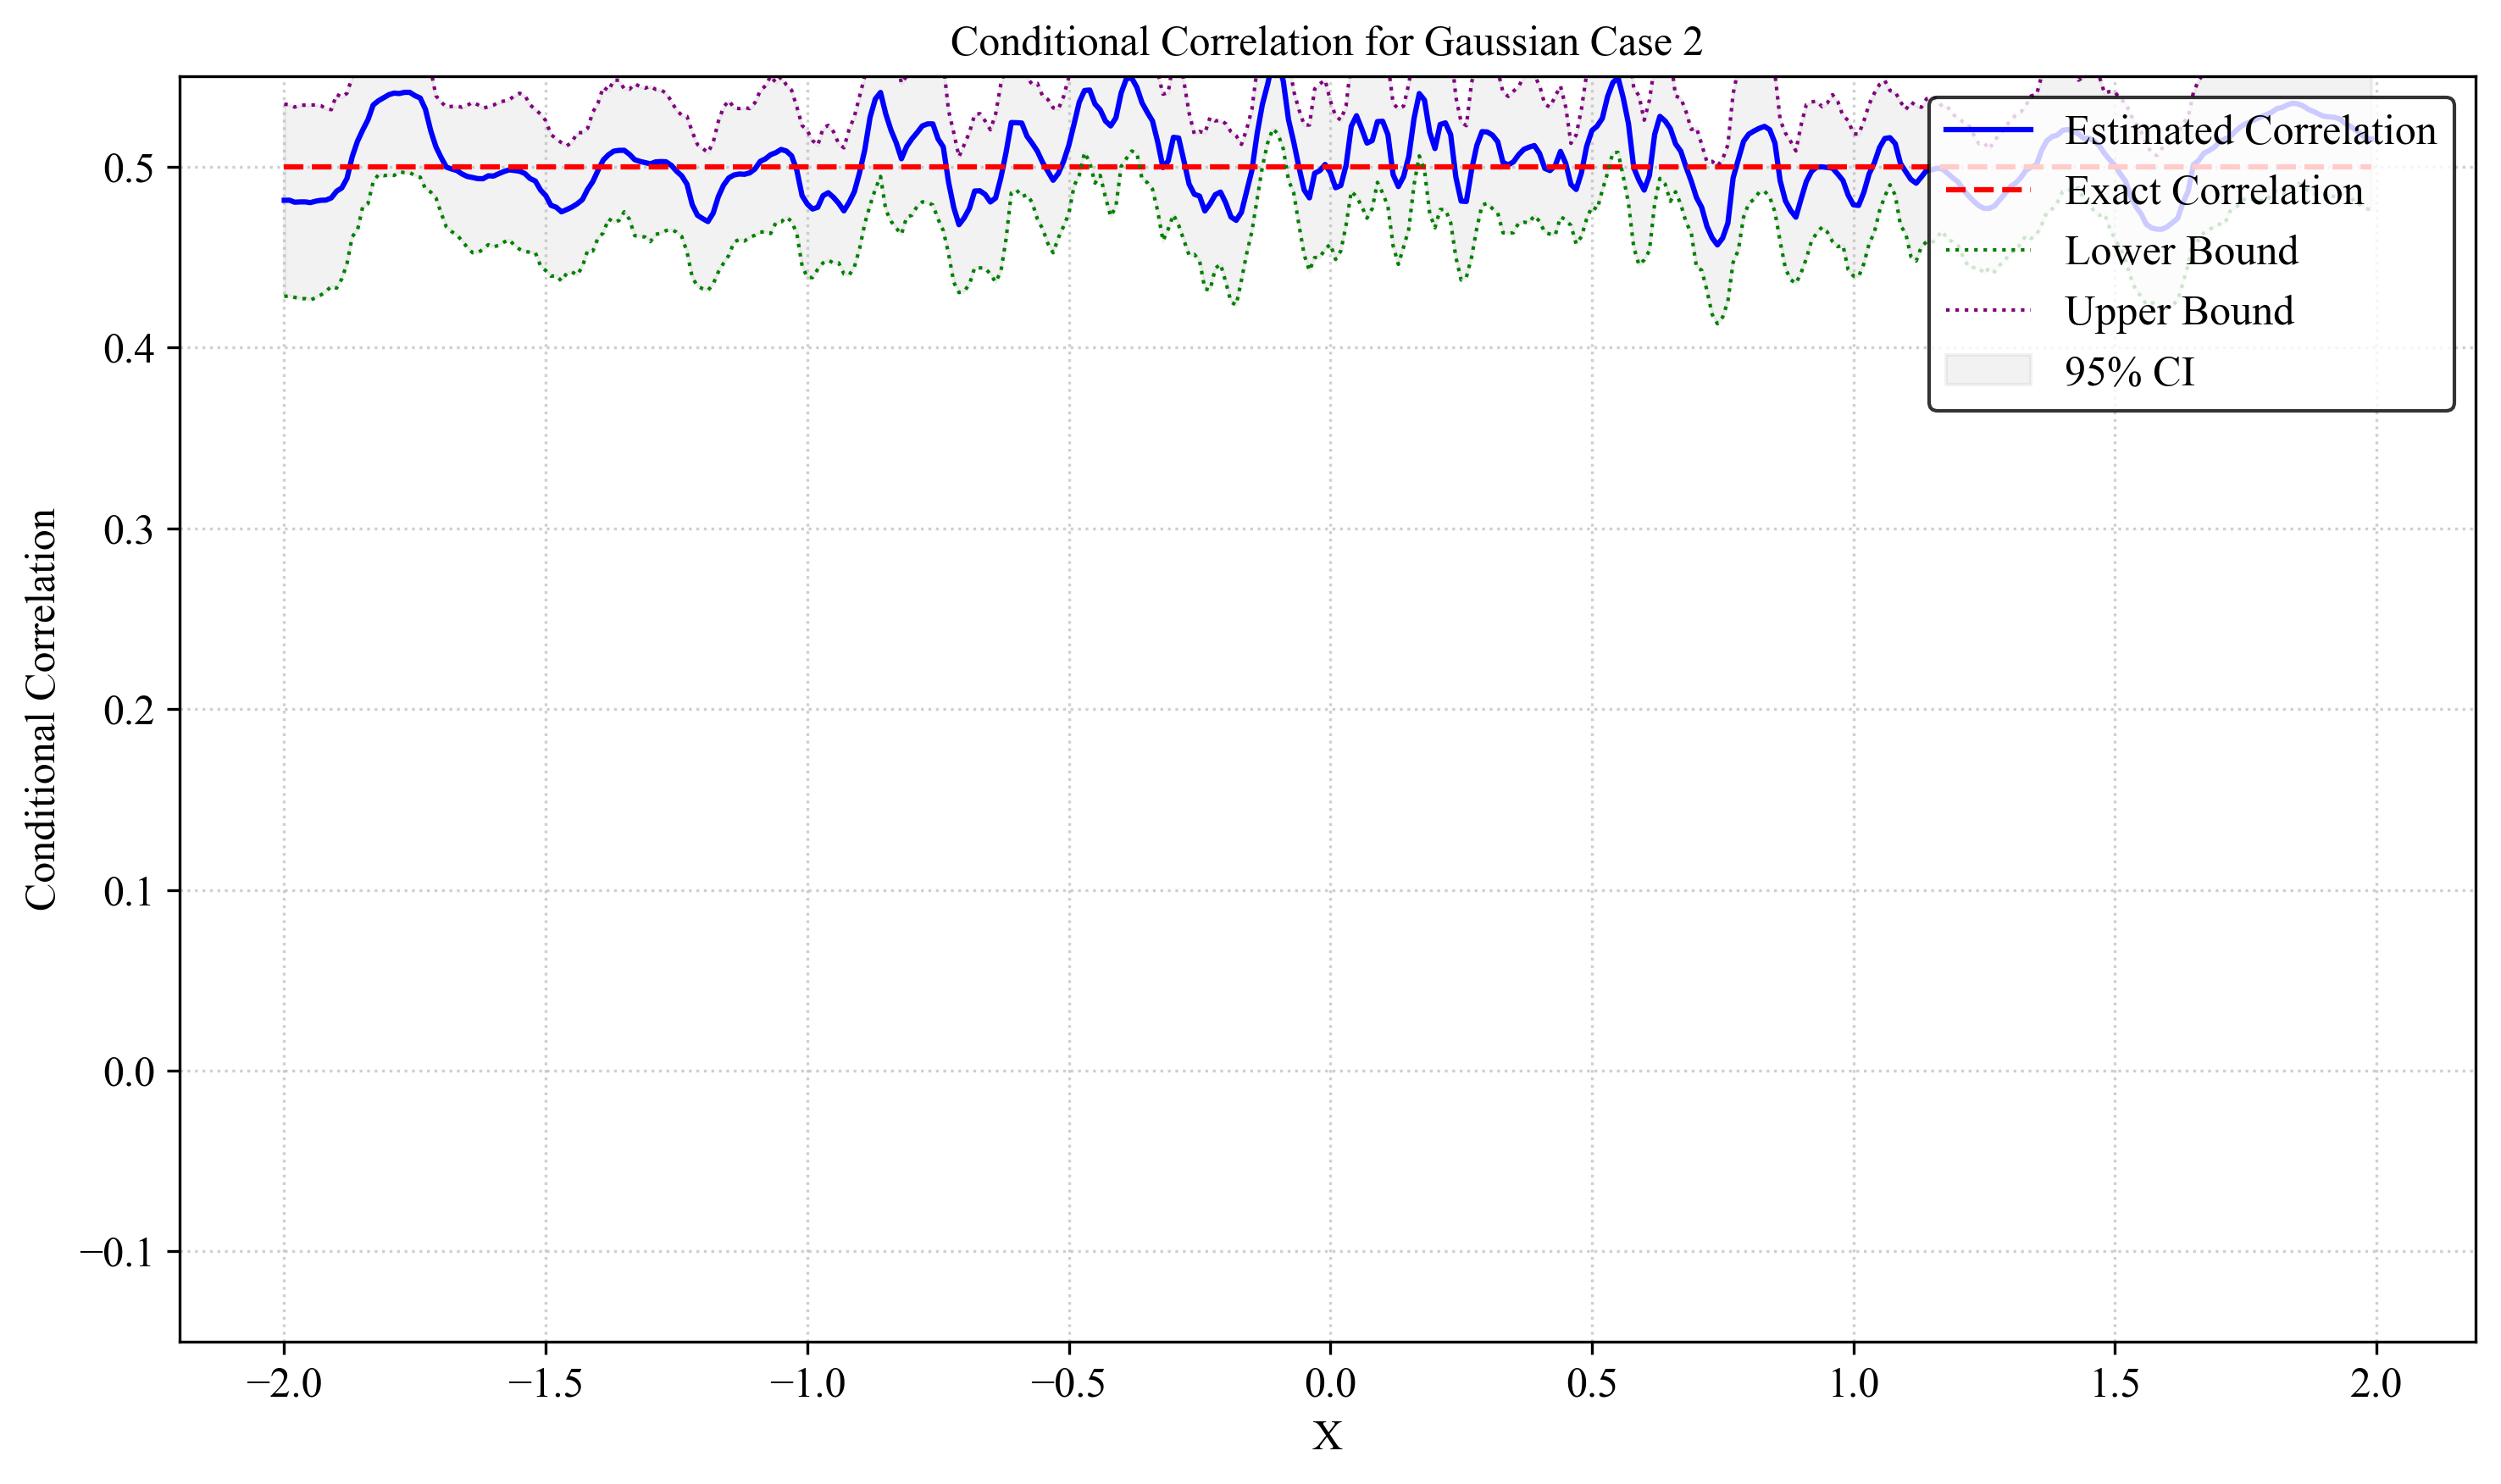 Conditional Correlation for Gaussian Case 2
Conditional Correlation
0.5
0.4
0.3
0.2
0.1
0.0
−0.1
Estimated Correlation
Exact Correlation
Lower Bound
Upper Bound
95% CI
−2.0
−1.5
−1.0
−0.5
0.0
0.5
1.0
1.5
2.0
X